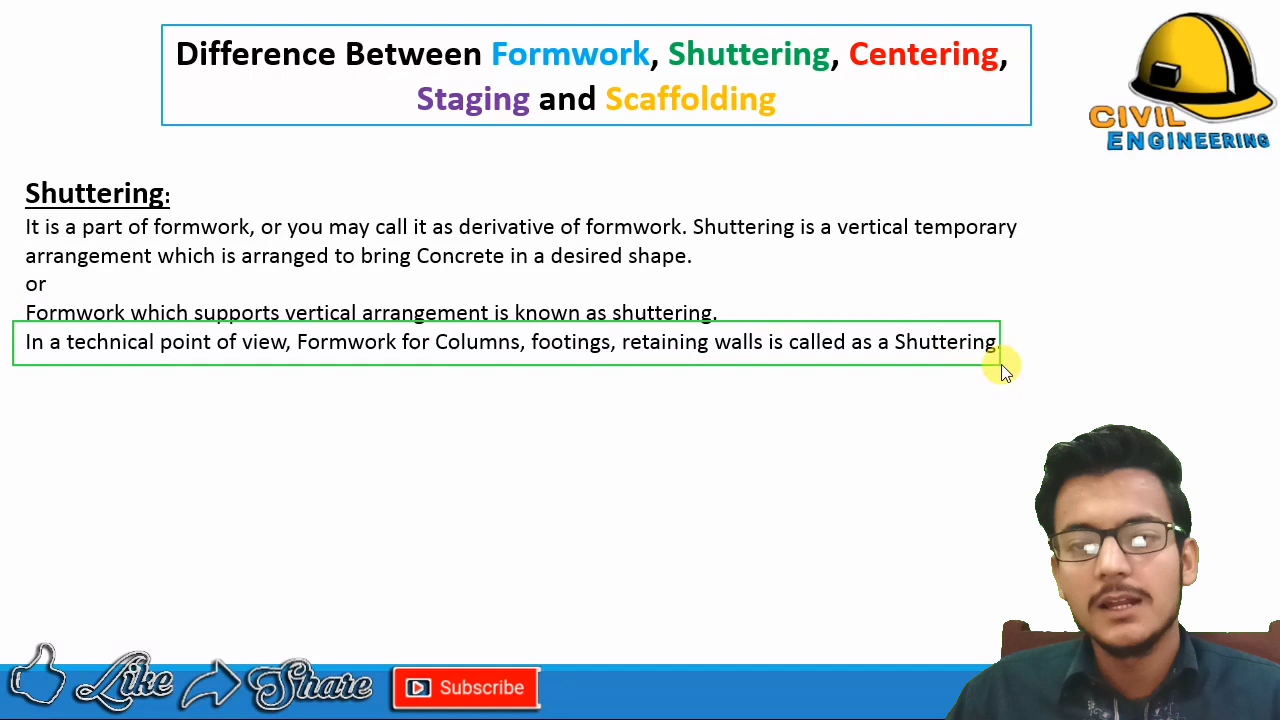 Difference Between Formwork, Shuttering, Centering,
Staging and Scaffolding
CIVIL
ENGINEERING
Shuttering:
It is a part of formwork, or you may call it as derivative of formwork. Shuttering is a vertical temporary
arrangement which is arranged to bring Concrete in a desired shape.
or
Formwork which supports vertical arrangement is known as shuttering.
In a technical point of view, Formwork for Columns, footings, retaining walls is called as a Shuttering.
Like
Share
Subscribe